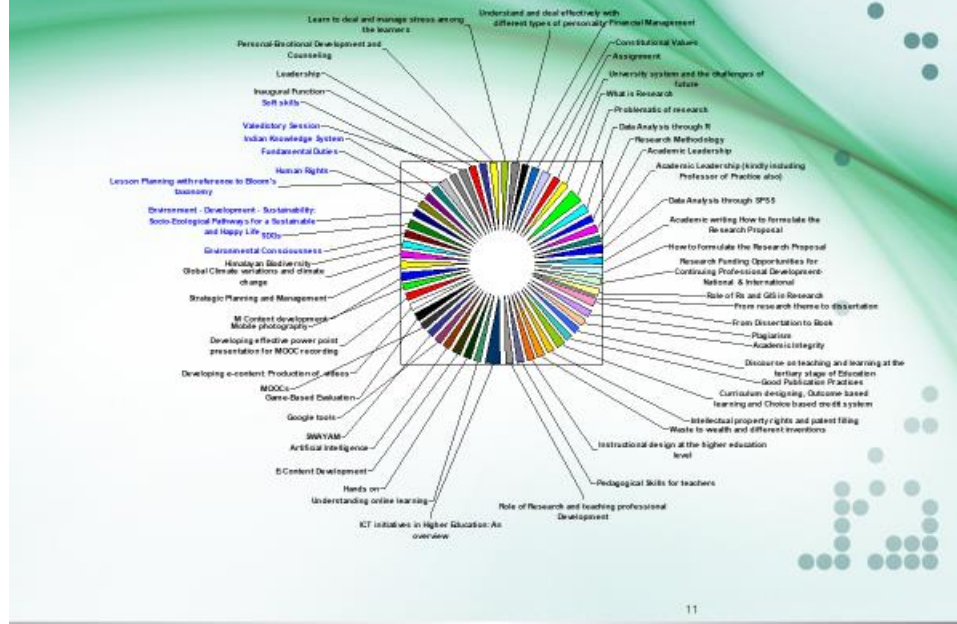 Learn to deal and manage stress among
the learners
Understand and deal effectively with
different types of personality
Financial Management
Personal-Emotional Development and
Counseling
Constitutional Values
Assignment
Leadership
University system and the challenges of
future
Inaugural Function
What is Research
Soft skills
Problematic of research
Valedictory Session
Data Analysis through R
Indian Knowledge System
Research Methodology
Fundamental Duties
Academic Leadership
Human Rights
Academic Leadership (kindly including
Professor of Practice also)
Lesson Planning with reference to Bloom's
taxonomy
Data Analysis through SPSS
Environment - Development - Sustainability:
Socio-Ecological Pathways for a Sustainable
and Happy Life
SDGs
Academic writing How to formulate the
Research Proposal
Environmental Consciousness
How to formulate the Research Proposal
Himalayan Biodiversity
Global Climate variations and climate
change
Research Funding Opportunities for
Continuing Professional Development-
National & International
Strategic Planning and Management
Role of Rs and GIS in Research
From research theme to dissertation
M Content development
Mobile photography
From Dissertation to Book
Plagiarism
Academic Integrity
Developing effective power point
presentation for MOOC recording
Discourse on teaching and learning at the
tertiary stage of Education
Developing e-content: Production of videos
Good Publication Practices
MOOCs
Game-Based Evaluation
Curriculum designing, Outcome based
learning and Choice based credit system
Google tools
Intellectual property rights and patent filling
Waste to wealth and different inventions
SWAYAM
Artificial Intelligence
Instructional design at the higher education
level
E Content Development
Pedagogical Skills for teachers
Hands on
Understanding online learning
Role of Research and teaching professional
Development
ICT initiatives in Higher Education: An
overview
11